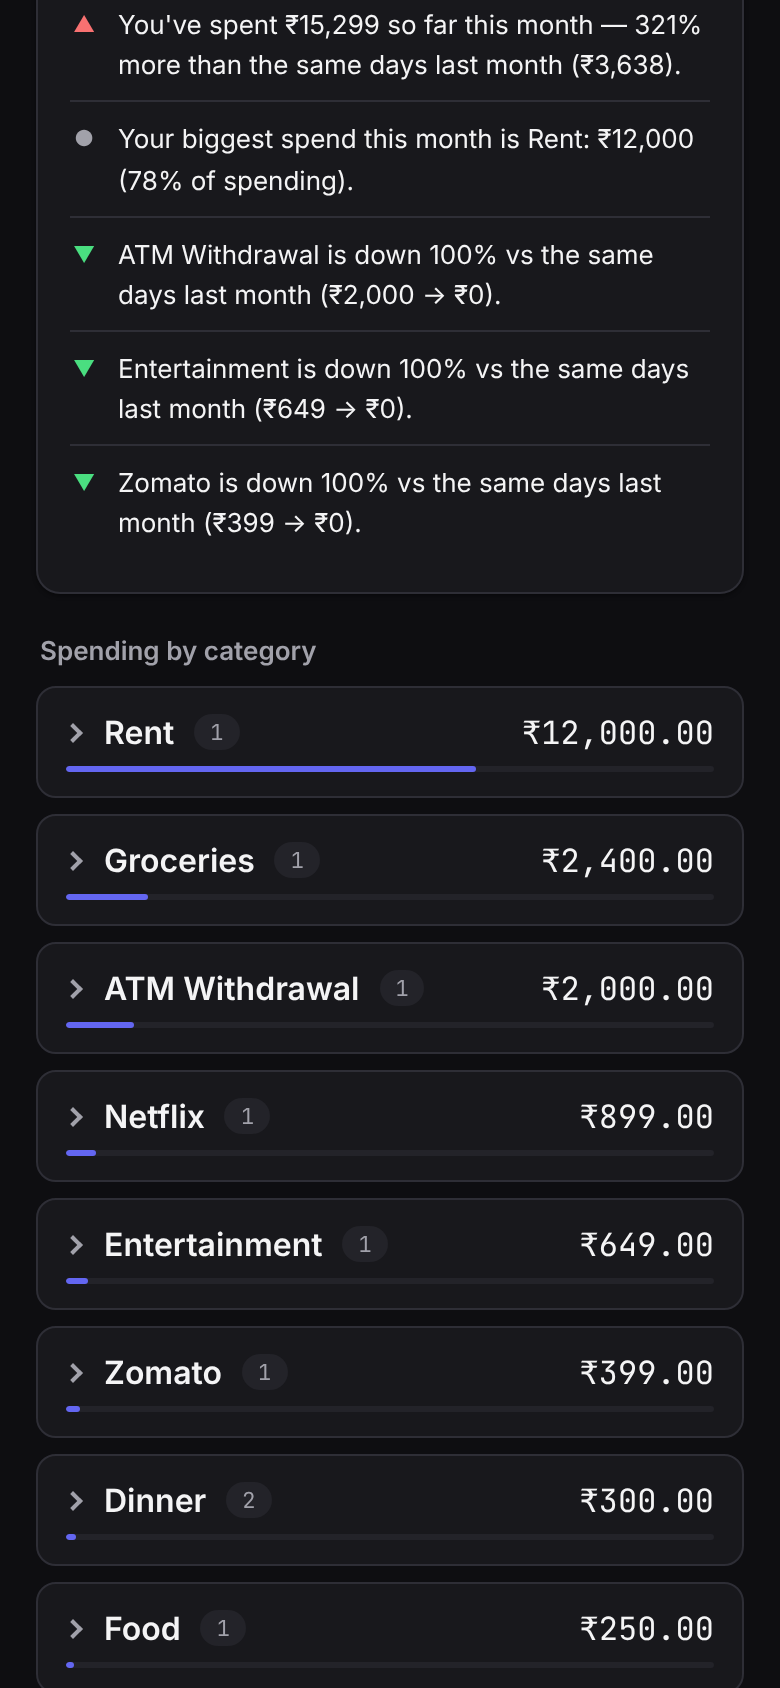 You've spent ₹15,299 so far this month — 321%
more than the same days last month (₹3,638).
Your biggest spend this month is Rent: ₹12,000
(78% of spending).
ATM Withdrawal is down 100% vs the same
days last month (₹2,000 → ₹0).
Entertainment is down 100% vs the same days
last month (₹649 → ₹0).
Zomato is down 100% vs the same days last
month (₹399 → ₹0).
Spending by category
Rent 1 ₹12,000.00
Groceries 1 ₹2,400.00
ATM Withdrawal 1 ₹2,000.00
Netflix 1 ₹899.00
Entertainment 1 ₹649.00
Zomato 1 ₹399.00
Dinner 2 ₹300.00
Food 1 ₹250.00